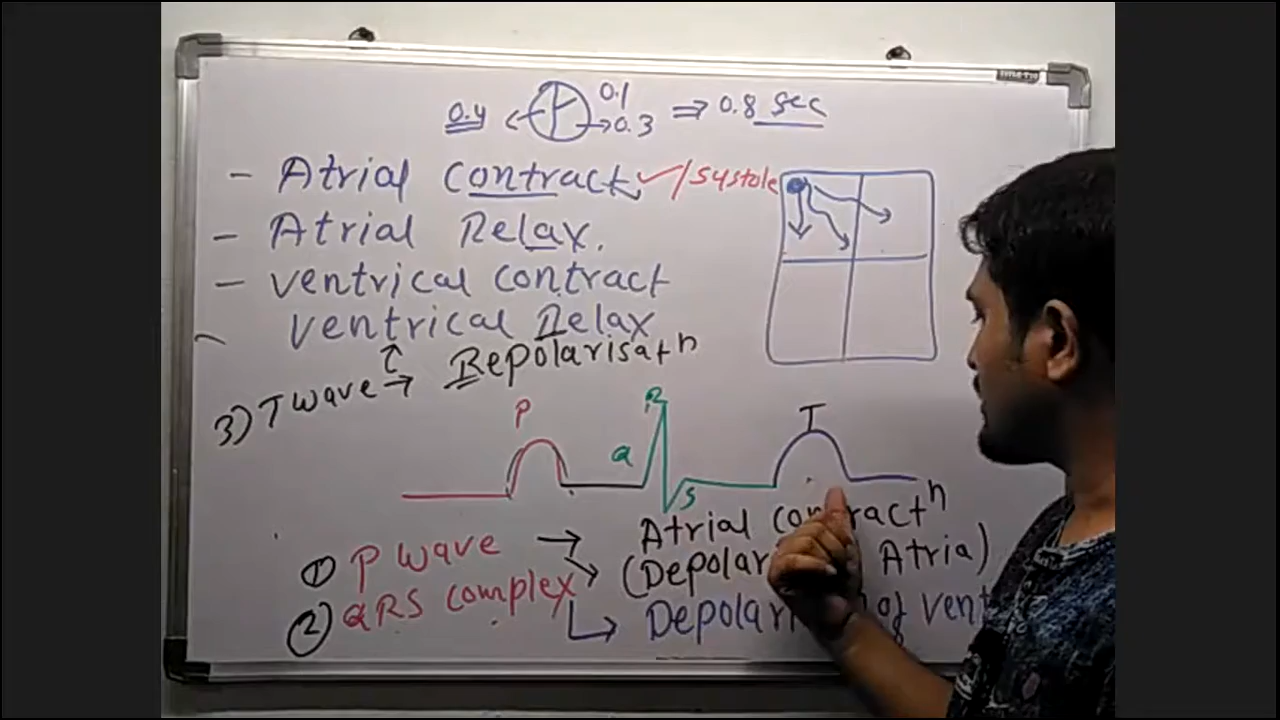 0.4 0.1
0.3 ⇒ 0.8 sec
- Atrial contract ✓/systole
- Atrial Relax.
- ventrical contract
ventrical Relax
3) T wave → Repolarisatⁿ
P Q R S T
① P wave → Atrial contractⁿ
(Depolar Atria)
② QRS complex
Depolar of vent